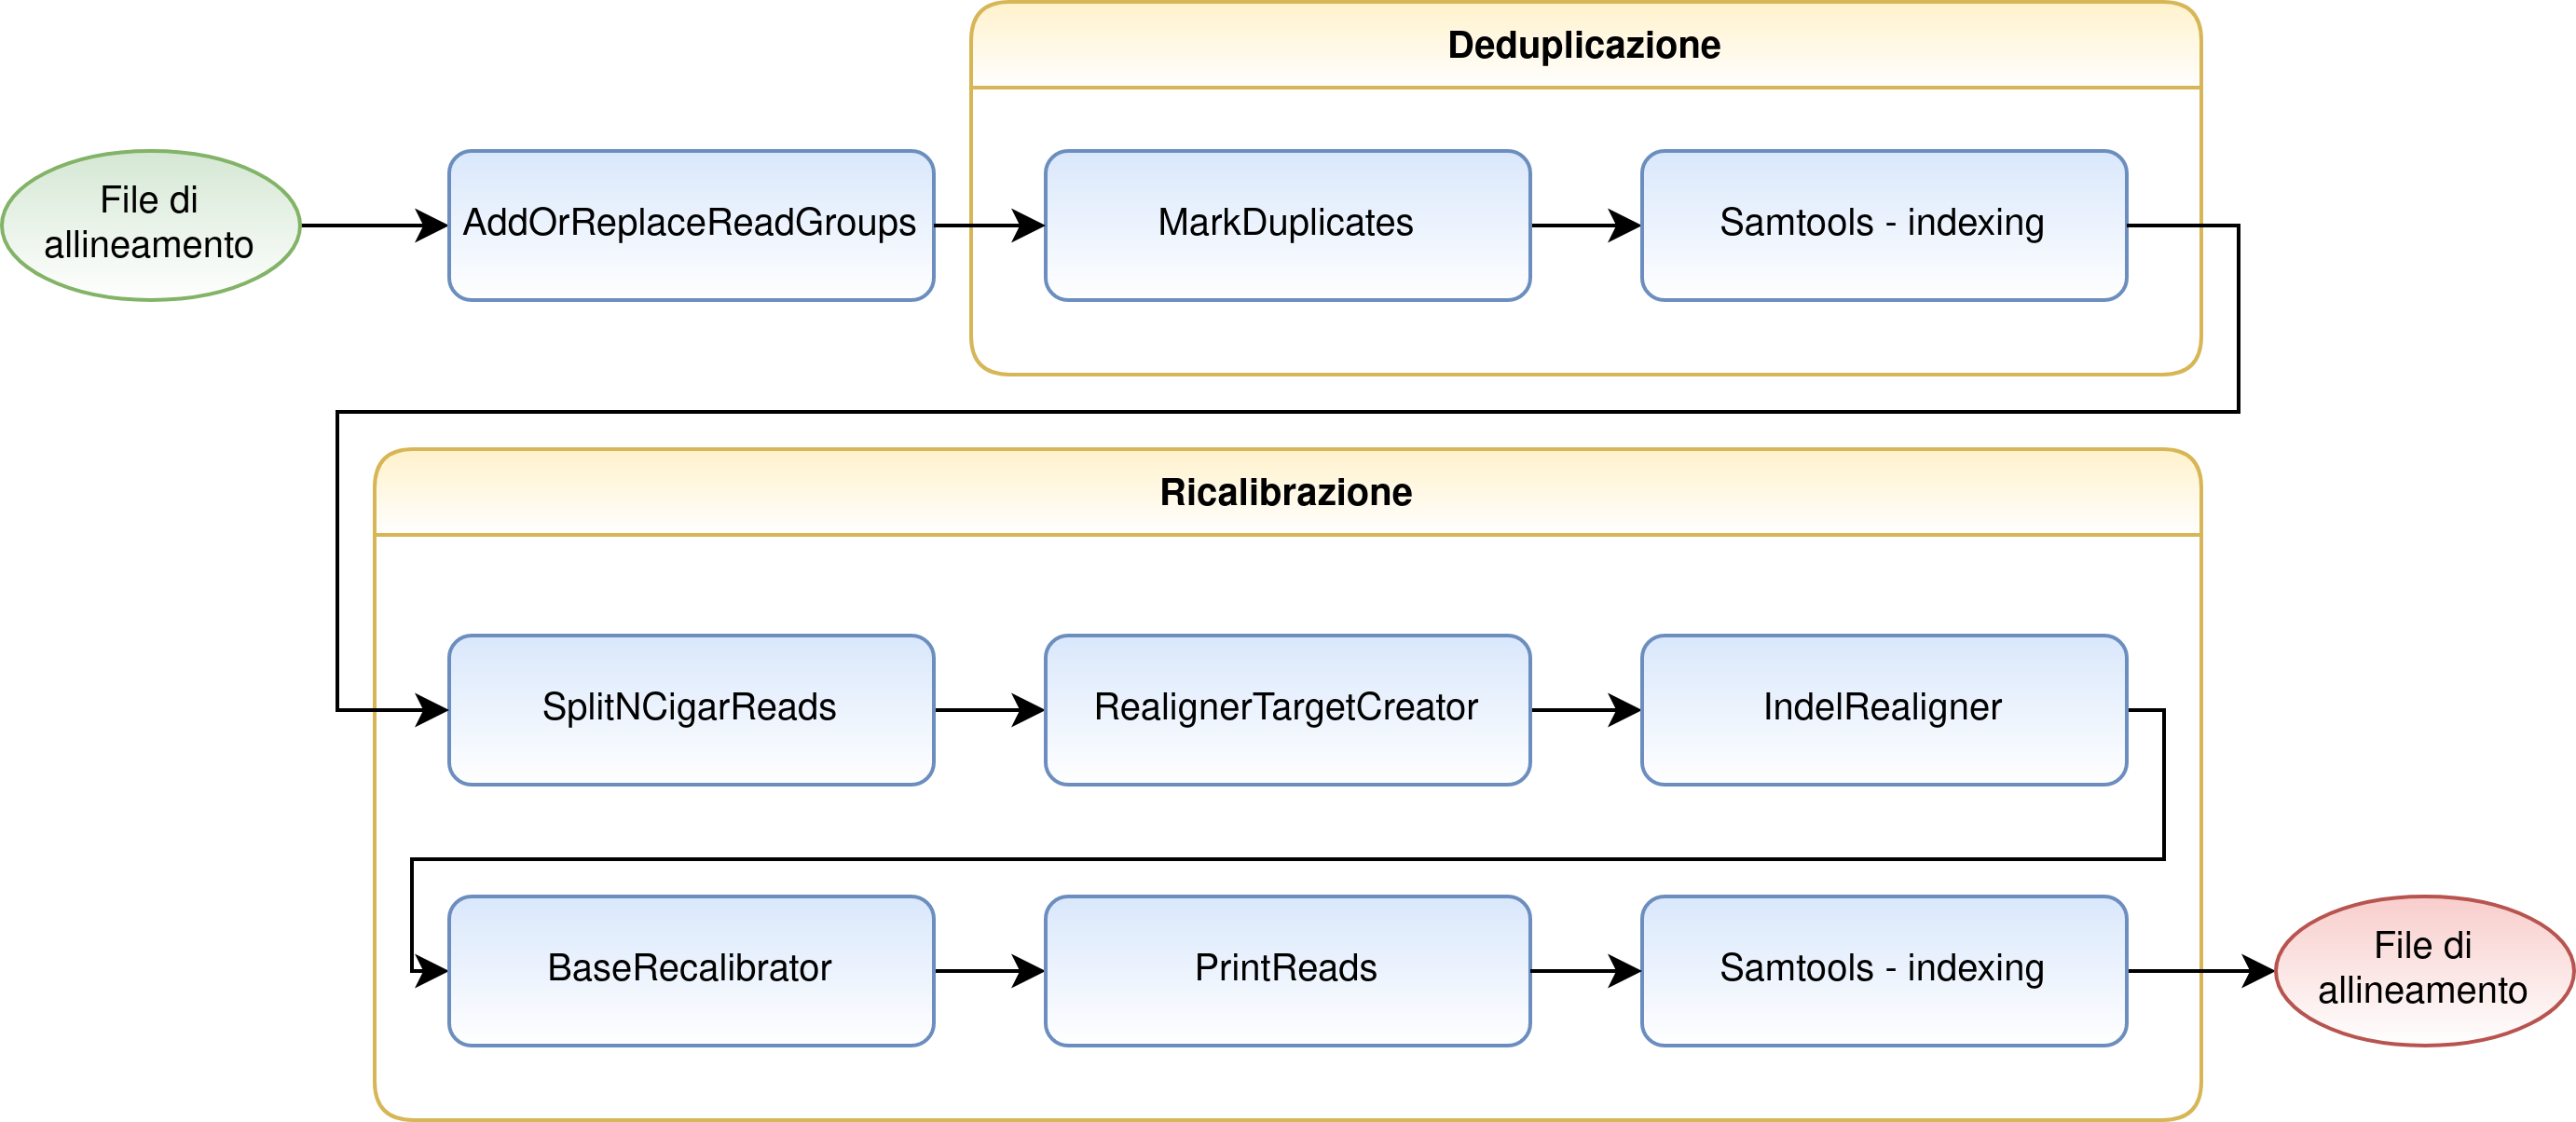 Deduplicazione
File di
allineamento
AddOrReplaceReadGroups
MarkDuplicates
Samtools - indexing
Ricalibrazione
SplitNCigarReads
RealignerTargetCreator
IndelRealigner
BaseRecalibrator
PrintReads
Samtools - indexing
File di
allineamento